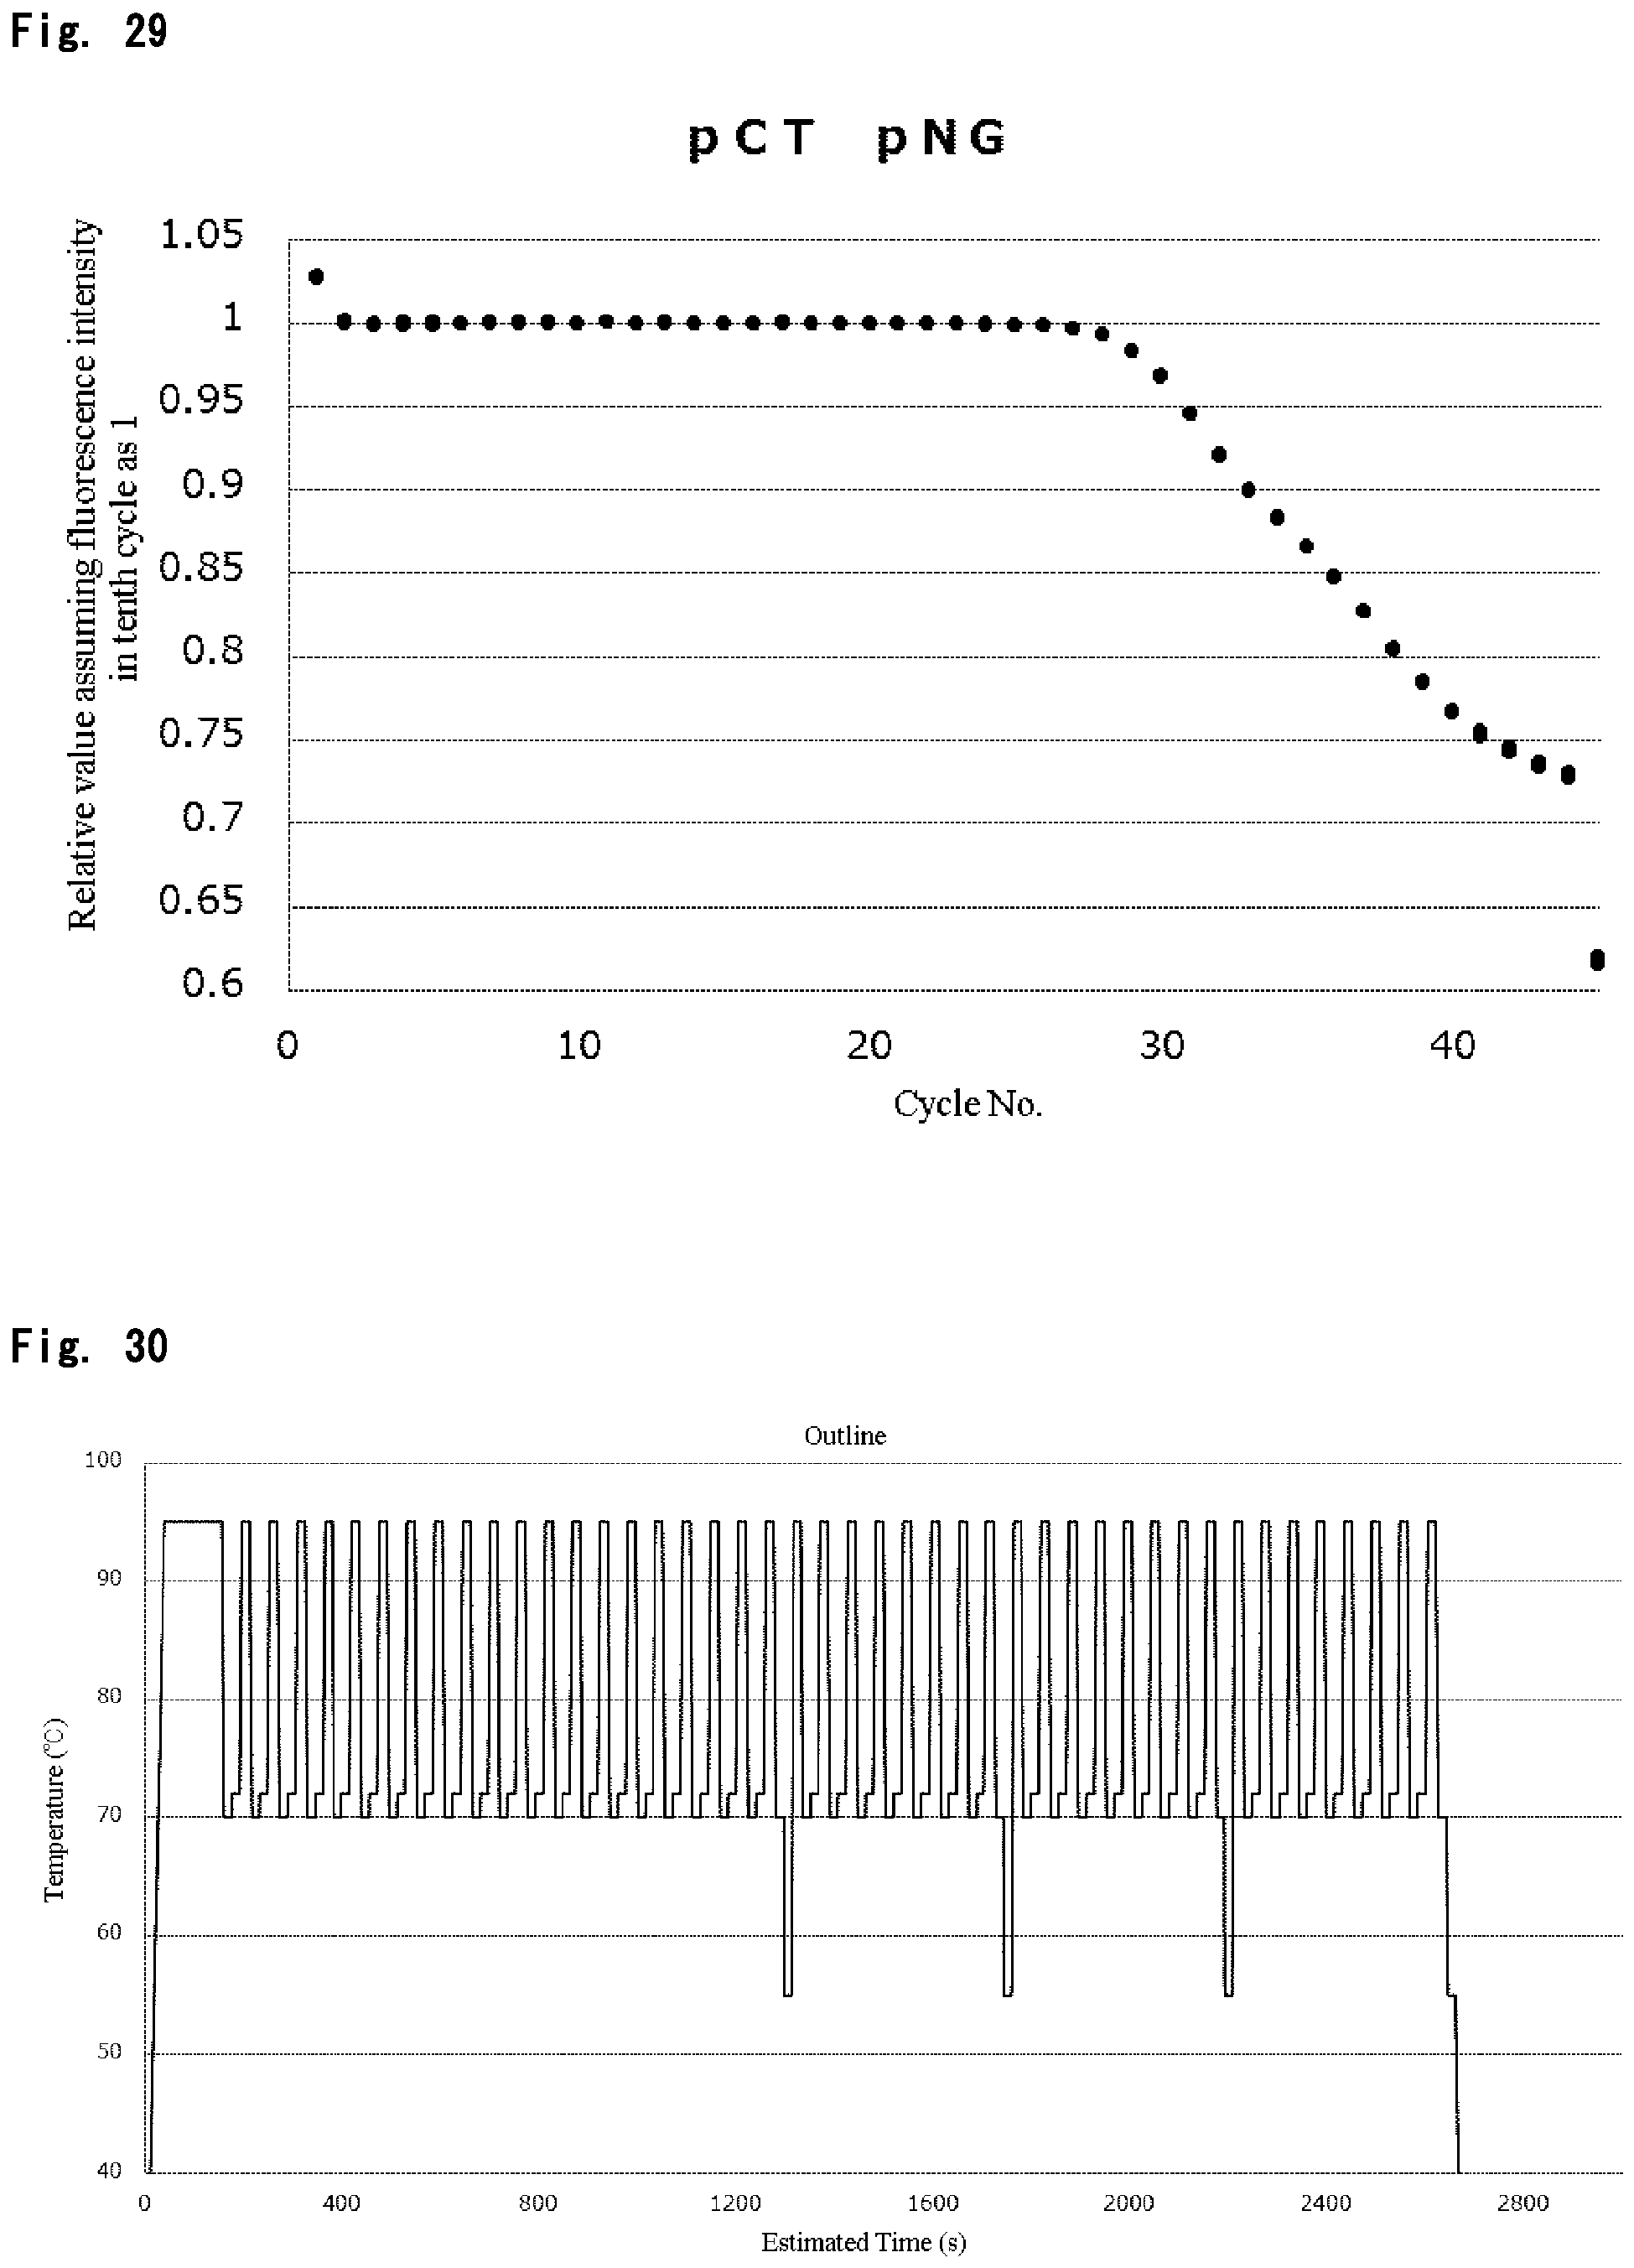 Fig. 29
pCT pNG
Relative value assuming fluorescence intensity
in tenth cycle as 1
1.05
1
0.95
0.9
0.85
0.8
0.75
0.7
0.65
0.6
0 10 20 30 40
Cycle No.
Fig. 30
Outline
Temperature (℃)
100
90
80
70
60
50
40
0 400 800 1200 1600 2000 2400 2800
Estimated Time (s)